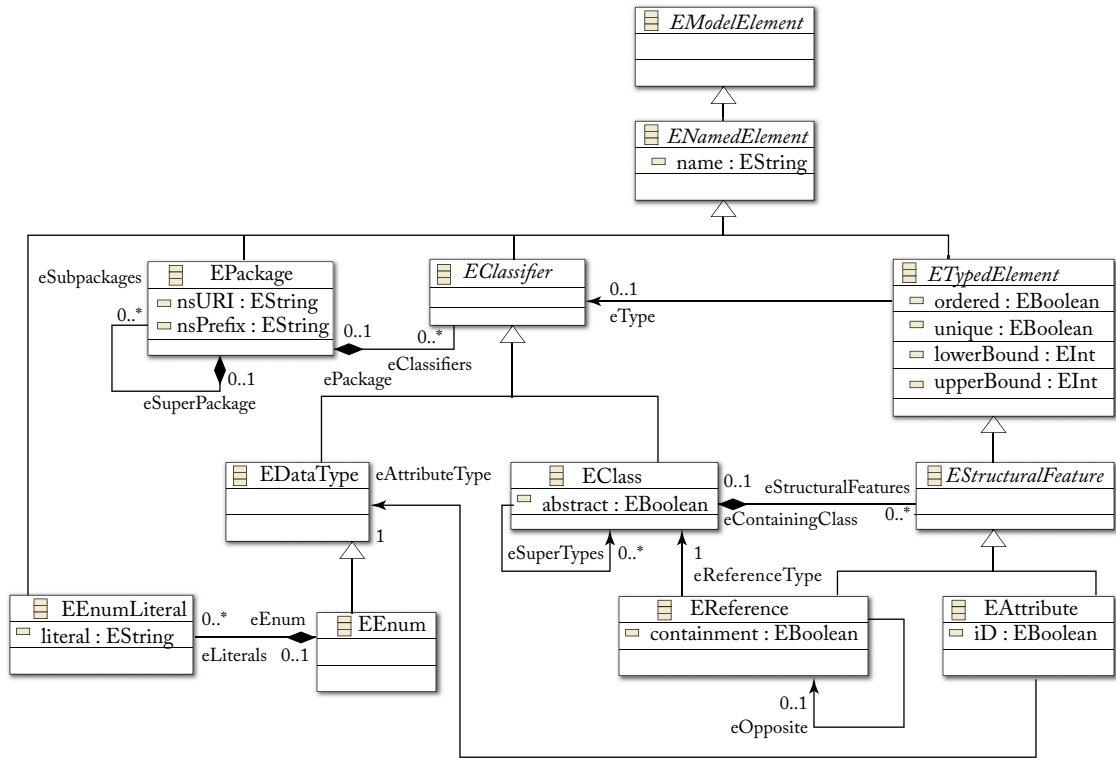 EModelElement
ENamedElement
name : EString
eSubpackages
EPackage
EClassifier
ETypedElement
nsURI : EString
0..1
ordered : EBoolean
0..*
nsPrefix : EString
eType
unique : EBoolean
0..1
0..*
lowerBound : EInt
eClassifiers
0..1
ePackage
upperBound : EInt
eSuperPackage
EDataType
eAttributeType
EClass
0..1
eStructuralFeatures
EStructuralFeature
abstract : EBoolean
eContainingClass
0..*
1
eSuperTypes
0..*
1
eReferenceType
EEnumLiteral
0..*
eEnum
EEnum
EReference
EAttribute
literal : EString
containment : EBoolean
iD : EBoolean
eLiterals
0..1
0..1
eOpposite